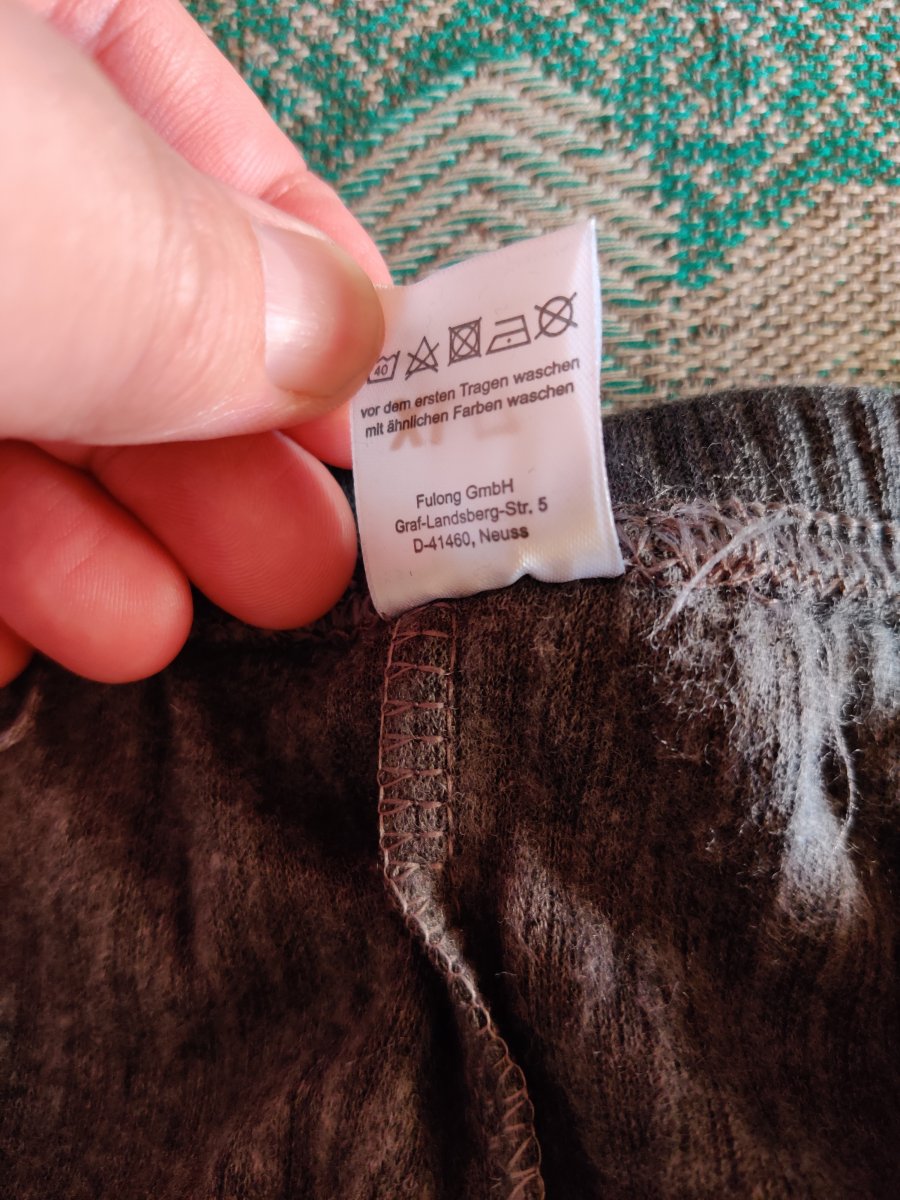 40
vor dem ersten Tragen waschen
mit ähnlichen Farben waschen
Fulong GmbH
Graf-Landsberg-Str. 5
D-41460, Neuss